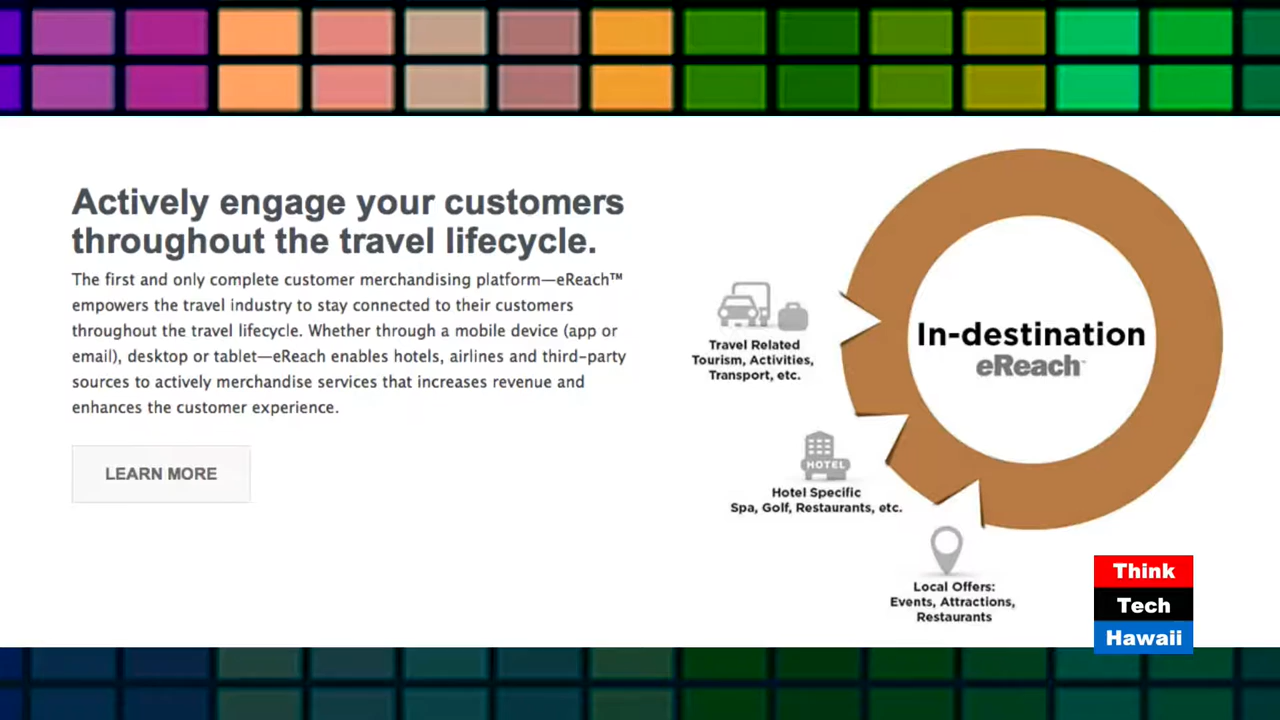 Actively engage your customers
throughout the travel lifecycle.
The first and only complete customer merchandising platform—eReach™
empowers the travel industry to stay connected to their customers
throughout the travel lifecycle. Whether through a mobile device (app or
email), desktop or tablet—eReach enables hotels, airlines and third-party
sources to actively merchandise services that increases revenue and
enhances the customer experience.
LEARN MORE
In-destination
eReach™
Travel Related
Tourism, Activities,
Transport, etc.
HOTEL
Hotel Specific
Spa, Golf, Restaurants, etc.
Local Offers:
Events, Attractions,
Restaurants
Think
Tech
Hawaii